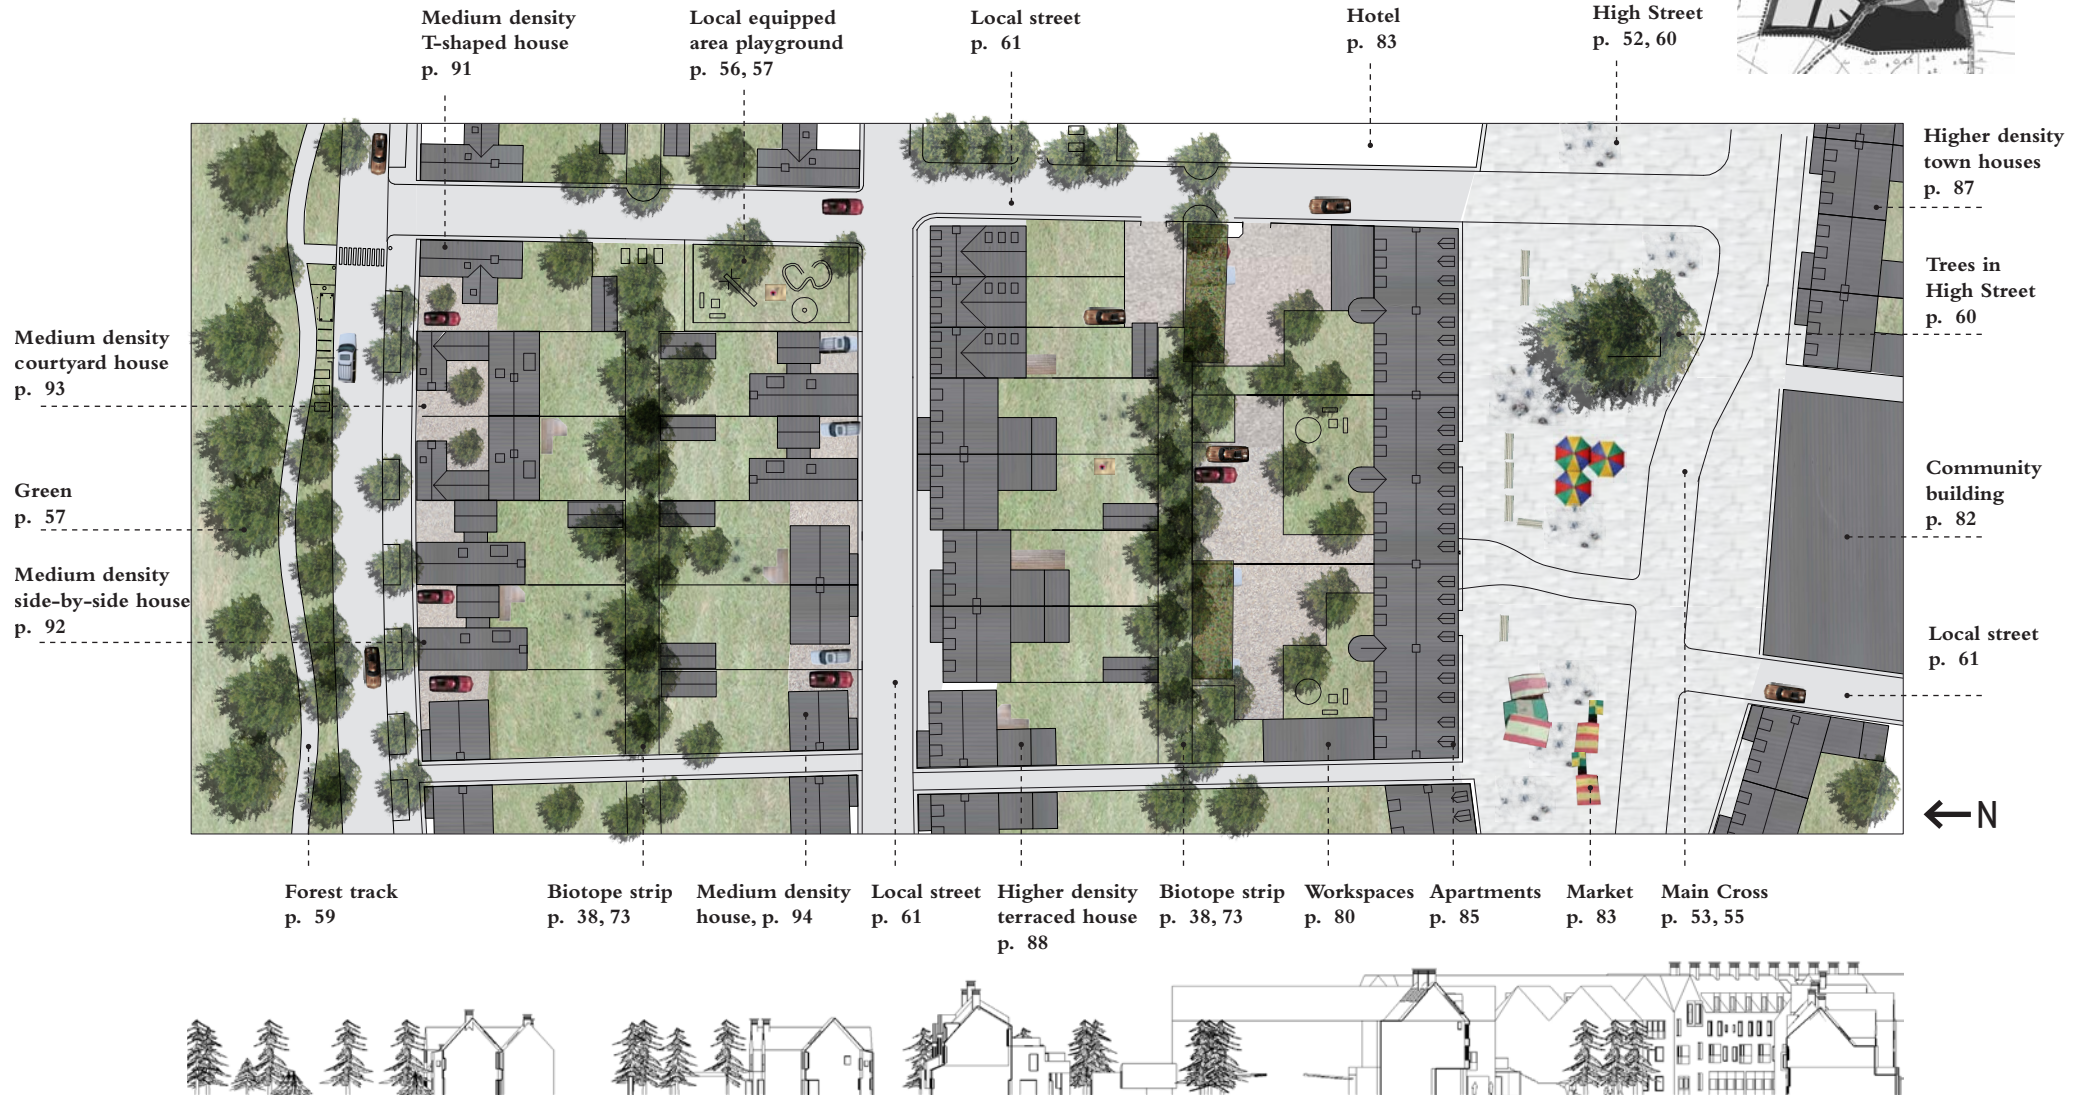 Medium density
T-shaped house
p. 91
Local equipped
area playground
p. 56, 57
Local street
p. 61
Hotel
p. 83
High Street
p. 52, 60
Higher density
town houses
p. 87
Trees in
High Street
p. 60
Medium density
courtyard house
p. 93
Community
building
p. 82
Green
p. 57
Medium density
side-by-side house
p. 92
Local street
p. 61
N
Forest track
p. 59
Biotope strip
p. 38, 73
Medium density
house, p. 94
Local street
p. 61
Higher density
terraced house
p. 88
Biotope strip
p. 38, 73
Workspaces
p. 80
Apartments
p. 85
Market
p. 83
Main Cross
p. 53, 55